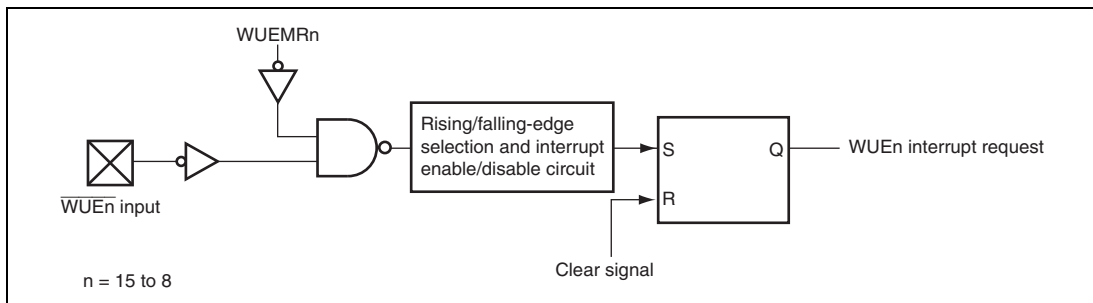 WUEMRn
Rising/falling-edge
selection and interrupt
enable/disable circuit
S
Q
WUEn interrupt request
R
WUEn input
Clear signal
n = 15 to 8